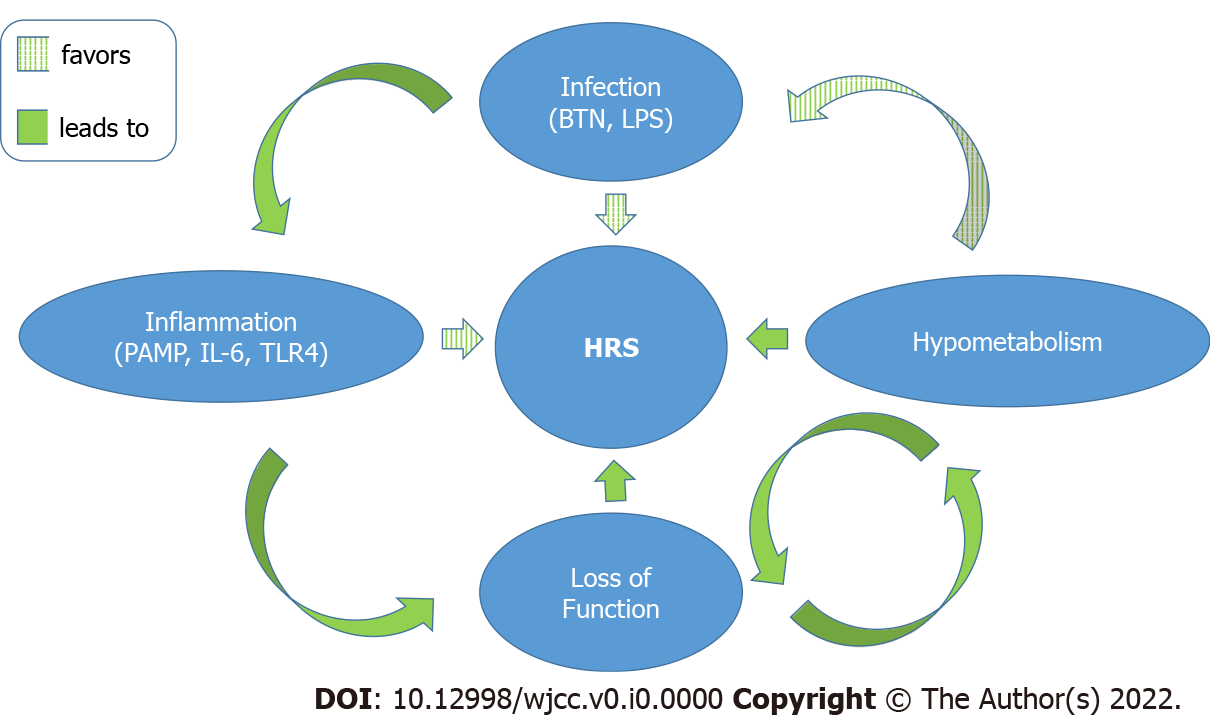 favors
leads to
Infection
(BTN, LPS)
Inflammation
(PAMP, IL-6, TLR4)
HRS
Hypometabolism
Loss of
Function
DOI: 10.12998/wjcc.v0.i0.0000 Copyright © The Author(s) 2022.